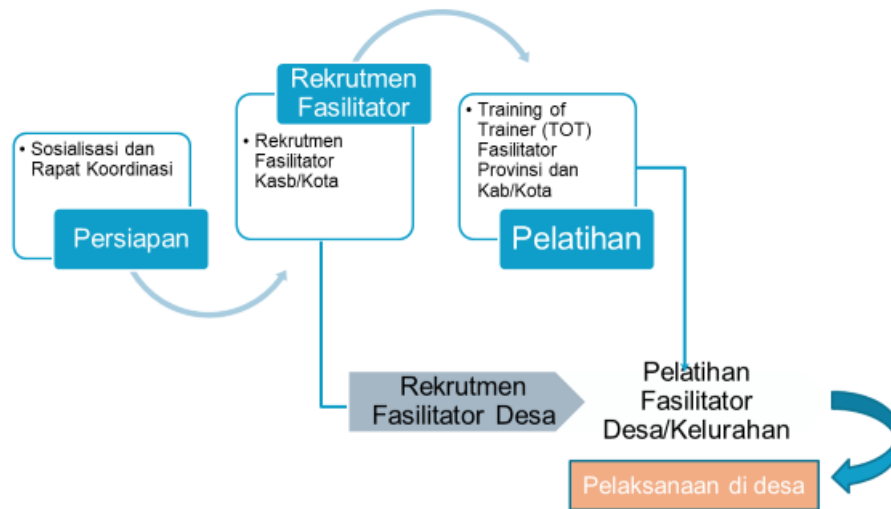 • Sosialisasi dan
Rapat Koordinasi
Persiapan
Rekrutmen
Fasilitator
• Rekrutmen
Fasilitator
Kasb/Kota
• Training of
Trainer (TOT)
Fasilitator
Provinsi dan
Kab/Kota
Pelatihan
Rekrutmen
Fasilitator Desa
Pelatihan
Fasilitator
Desa/Kelurahan
Pelaksanaan di desa